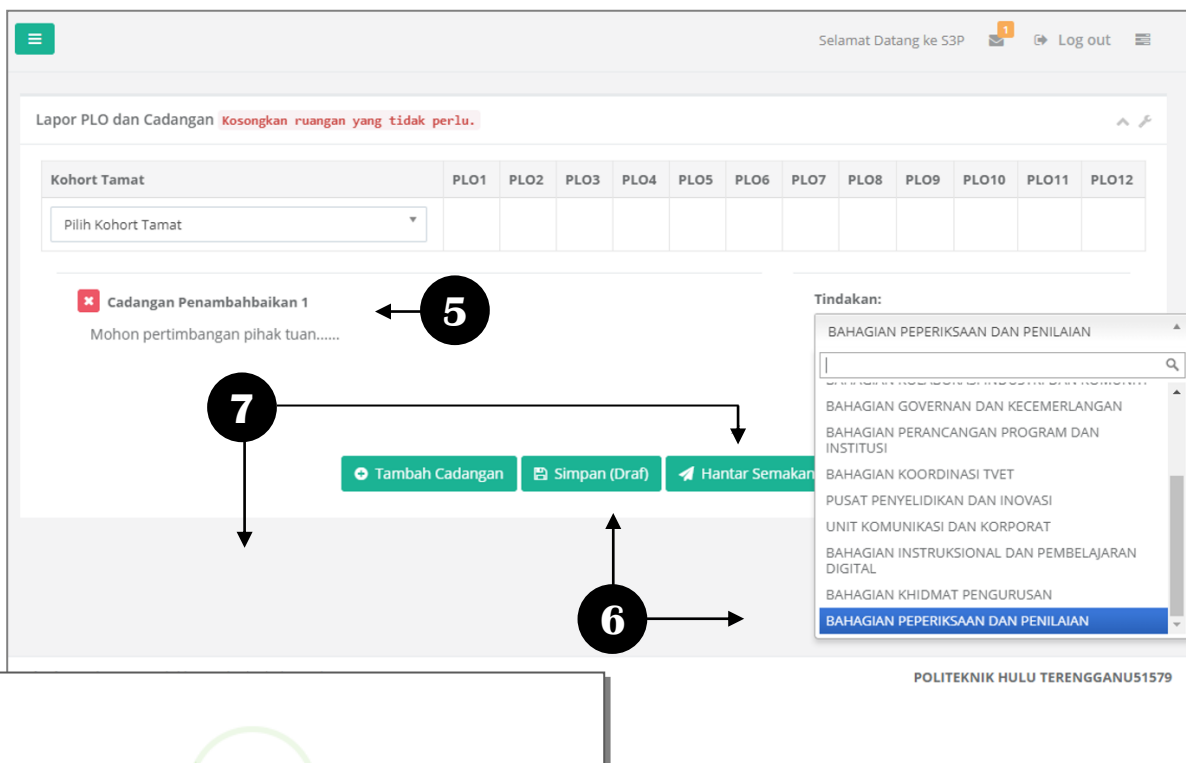 Selamat Datang ke S3P 1 Log out
Lapor PLO dan Cadangan Kosongkan ruangan yang tidak perlu.
Kohort Tamat PLO1 PLO2 PLO3 PLO4 PLO5 PLO6 PLO7 PLO8 PLO9 PLO10 PLO11 PLO12
Pilih Kohort Tamat
Cadangan Penambahbaikan 1
5
Mohon pertimbangan pihak tuan......
Tindakan:
BAHAGIAN PEPERIKSAAN DAN PENILAIAN
BAHAGIAN GOVERNAN DAN KECEMERLANGAN
BAHAGIAN PERANCANGAN PROGRAM DAN
INSTITUSI
BAHAGIAN KOORDINASI TVET
PUSAT PENYELIDIKAN DAN INOVASI
UNIT KOMUNIKASI DAN KORPORAT
BAHAGIAN INSTRUKSIONAL DAN PEMBELAJARAN
DIGITAL
BAHAGIAN KHIDMAT PENGURUSAN
BAHAGIAN PEPERIKSAAN DAN PENILAIAN
7
Tambah Cadangan Simpan (Draf) Hantar Semakan
6
POLITEKNIK HULU TERENGGANU51579